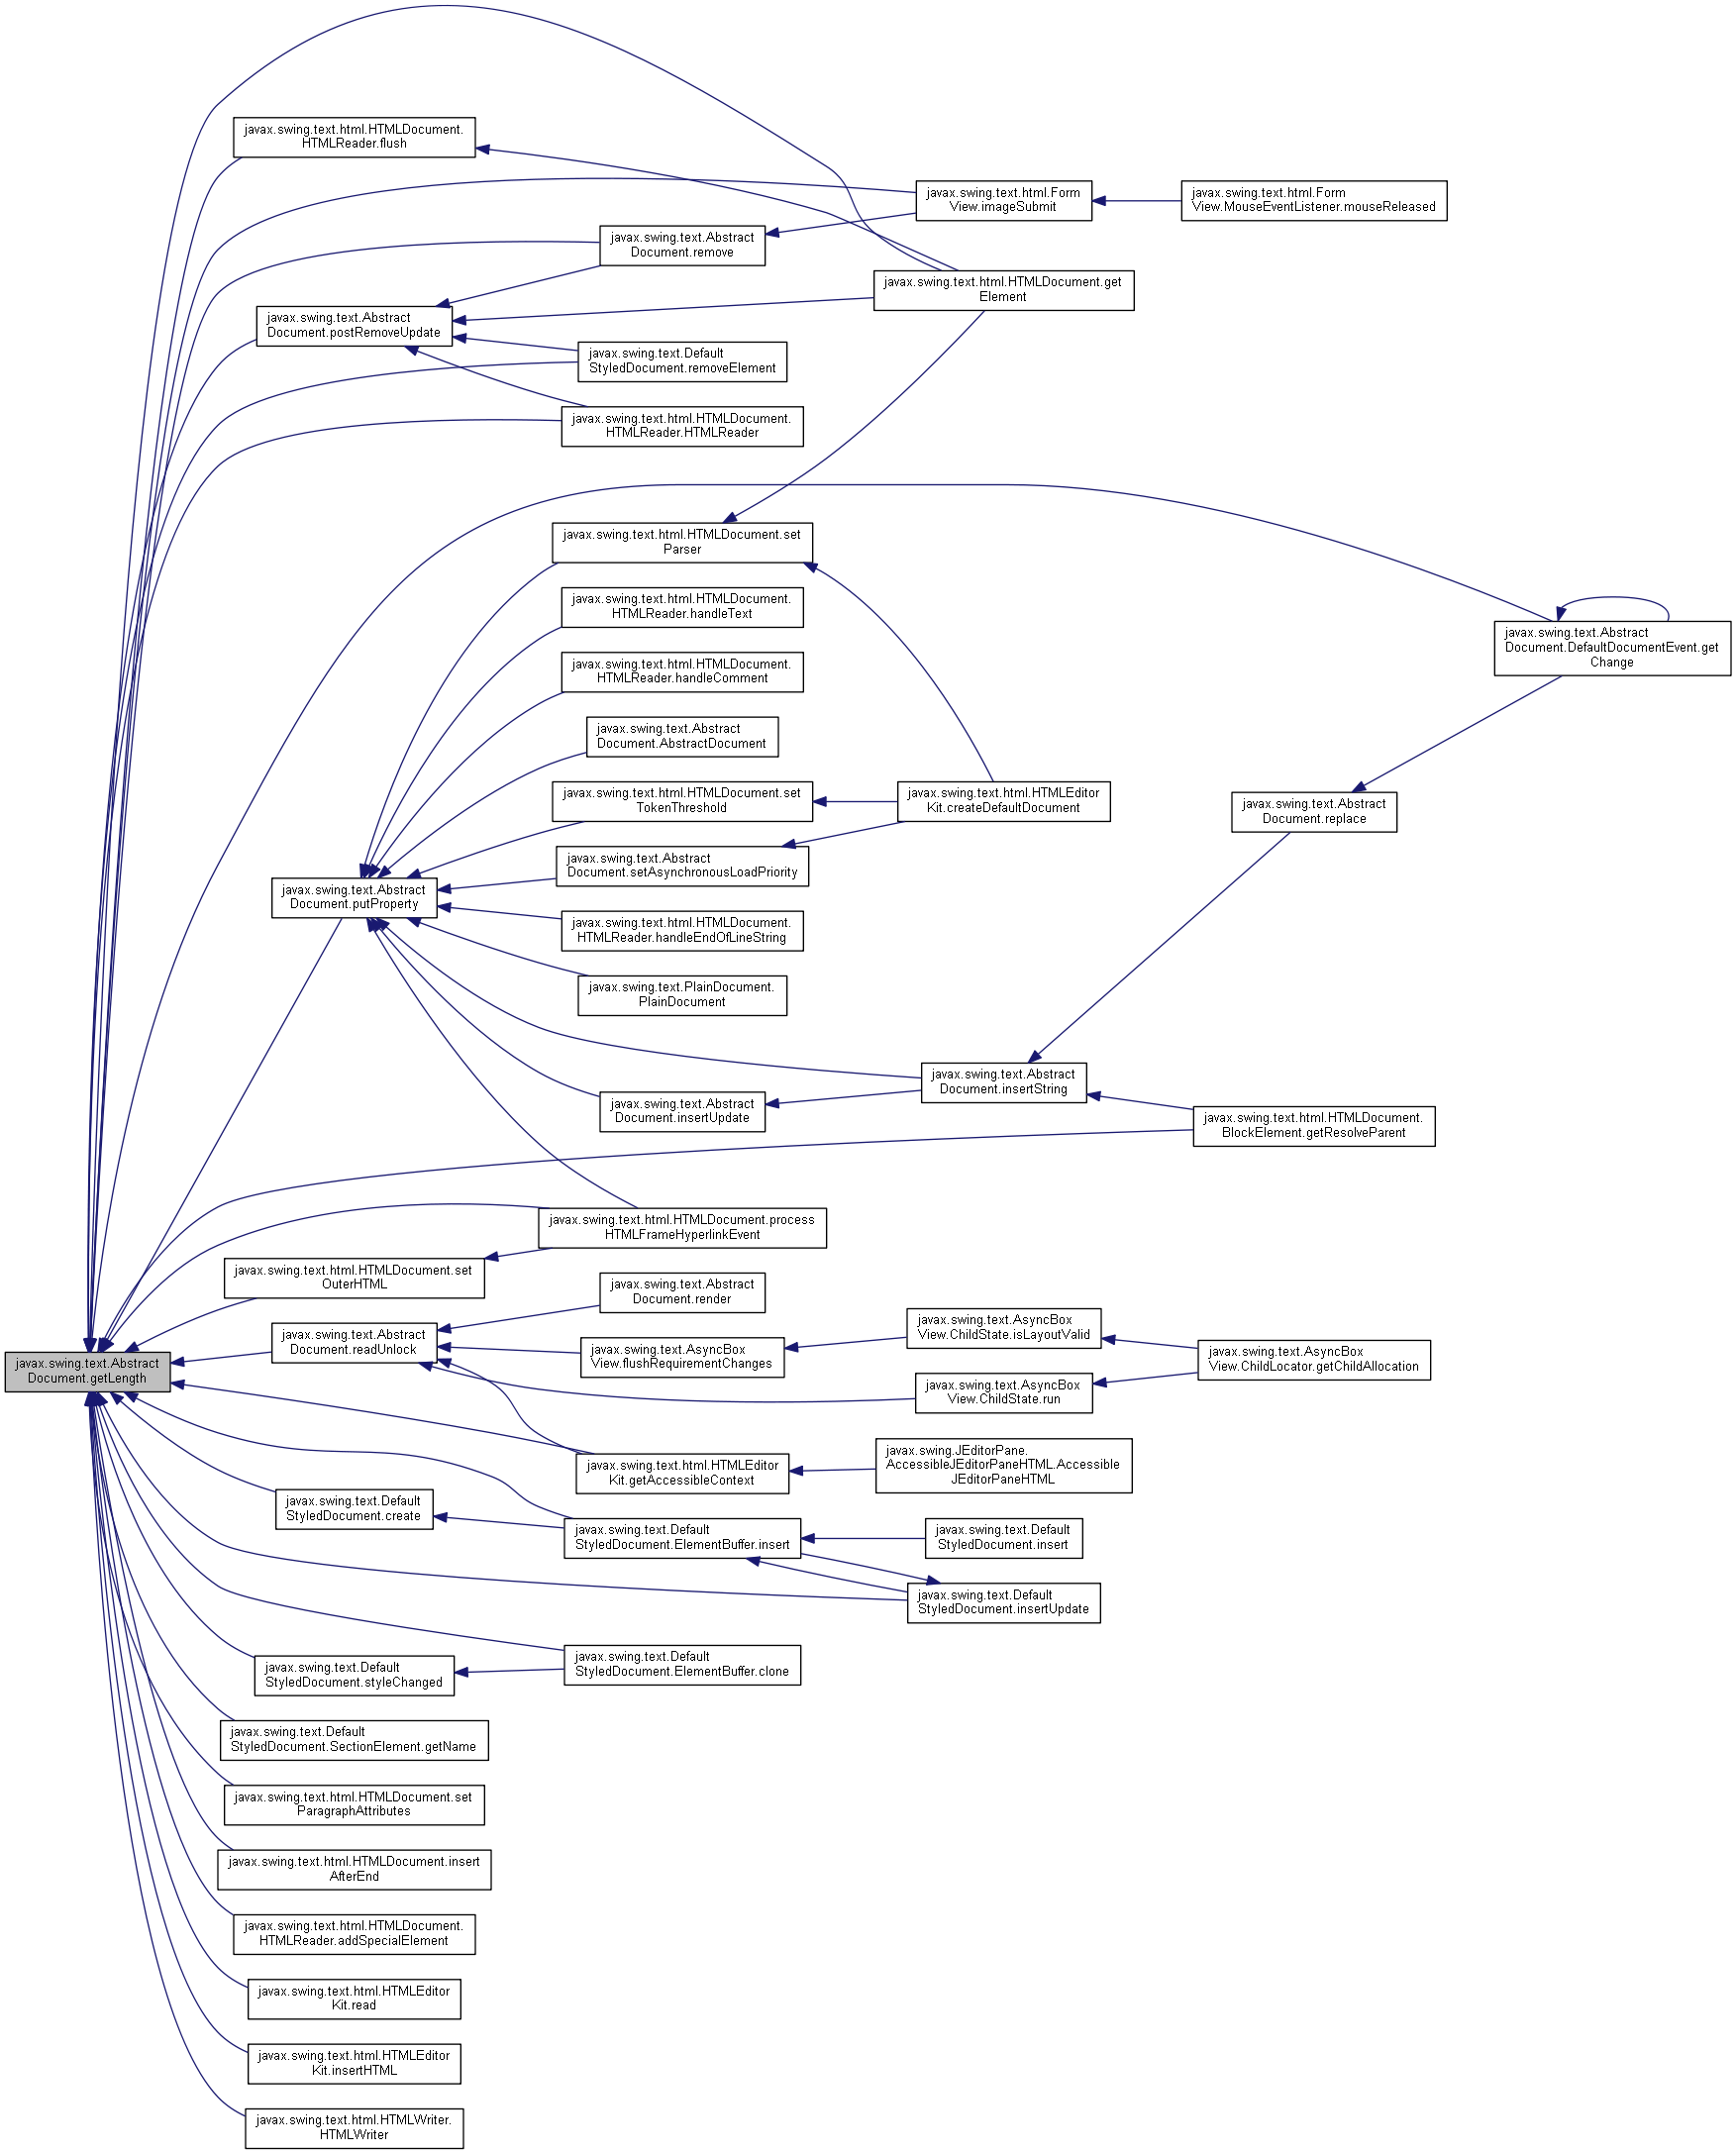 javax.swing.text.html.HTMLDocument.
HTMLReader.flush
javax.swing.text.html.Form
View.imageSubmit
javax.swing.text.html.Form
View.MouseEventListener.mouseReleased
javax.swing.text.Abstract
Document.remove
javax.swing.text.html.HTMLDocument.get
Element
javax.swing.text.Abstract
Document.postRemoveUpdate
javax.swing.text.Default
StyledDocument.removeElement
javax.swing.text.html.HTMLDocument.
HTMLReader.HTMLReader
javax.swing.text.html.HTMLDocument.set
Parser
javax.swing.text.html.HTMLDocument.
HTMLReader.handleText
javax.swing.text.Abstract
Document.DefaultDocumentEvent.get
Change
javax.swing.text.html.HTMLDocument.
HTMLReader.handleComment
javax.swing.text.Abstract
Document.AbstractDocument
javax.swing.text.html.HTMLDocument.set
TokenThreshold
javax.swing.text.html.HTMLEditor
Kit.createDefaultDocument
javax.swing.text.Abstract
Document.replace
javax.swing.text.Abstract
Document.setAsynchronousLoadPriority
javax.swing.text.Abstract
Document.putProperty
javax.swing.text.html.HTMLDocument.
HTMLReader.handleEndOfLineString
javax.swing.text.PlainDocument.
PlainDocument
javax.swing.text.Abstract
Document.insertString
javax.swing.text.Abstract
Document.insertUpdate
javax.swing.text.html.HTMLDocument.
BlockElement.getResolveParent
javax.swing.text.html.HTMLDocument.process
HTMLFrameHyperlinkEvent
javax.swing.text.html.HTMLDocument.set
OuterHTML
javax.swing.text.Abstract
Document.render
javax.swing.text.Abstract
Document.readUnlock
javax.swing.text.AsyncBox
View.flushRequirementChanges
javax.swing.text.AsyncBox
View.ChildState.isLayoutValid
javax.swing.text.AsyncBox
View.ChildLocator.getChildAllocation
javax.swing.text.Abstract
Document.getLength
javax.swing.text.AsyncBox
View.ChildState.run
javax.swing.text.html.HTMLEditor
Kit.getAccessibleContext
javax.swing.JEditorPane.
AccessibleJEditorPaneHTML.Accessible
JEditorPaneHTML
javax.swing.text.Default
StyledDocument.create
javax.swing.text.Default
StyledDocument.ElementBuffer.insert
javax.swing.text.Default
StyledDocument.insert
javax.swing.text.Default
StyledDocument.insertUpdate
javax.swing.text.Default
StyledDocument.ElementBuffer.clone
javax.swing.text.Default
StyledDocument.styleChanged
javax.swing.text.Default
StyledDocument.SectionElement.getName
javax.swing.text.html.HTMLDocument.set
ParagraphAttributes
javax.swing.text.html.HTMLDocument.insert
AfterEnd
javax.swing.text.html.HTMLDocument.
HTMLReader.addSpecialElement
javax.swing.text.html.HTMLEditor
Kit.read
javax.swing.text.html.HTMLEditor
Kit.insertHTML
javax.swing.text.html.HTMLWriter.
HTMLWriter